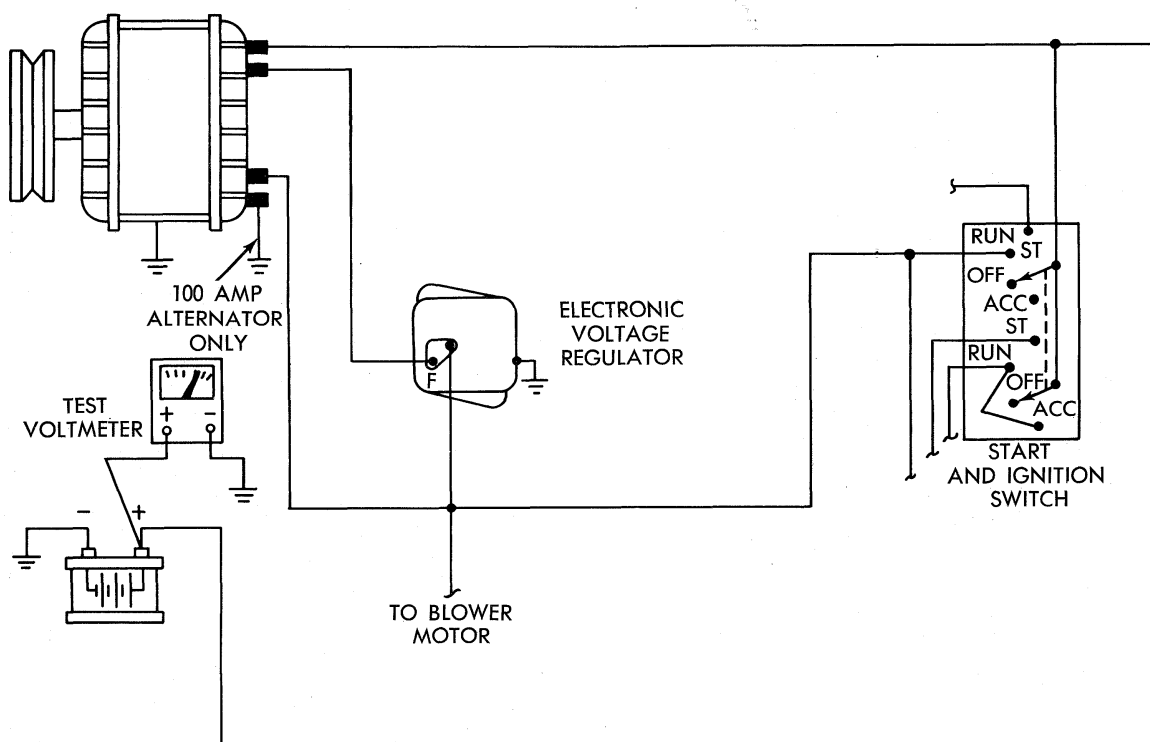 100 AMP
ALTERNATOR
ONLY
ELECTRONIC
VOLTAGE
REGULATOR
F
RUN
ST
OFF
ACC
ST
RUN
OFF
ACC
START
AND IGNITION
SWITCH
TEST
VOLTMETER
+ -
- +
TO BLOWER
MOTOR